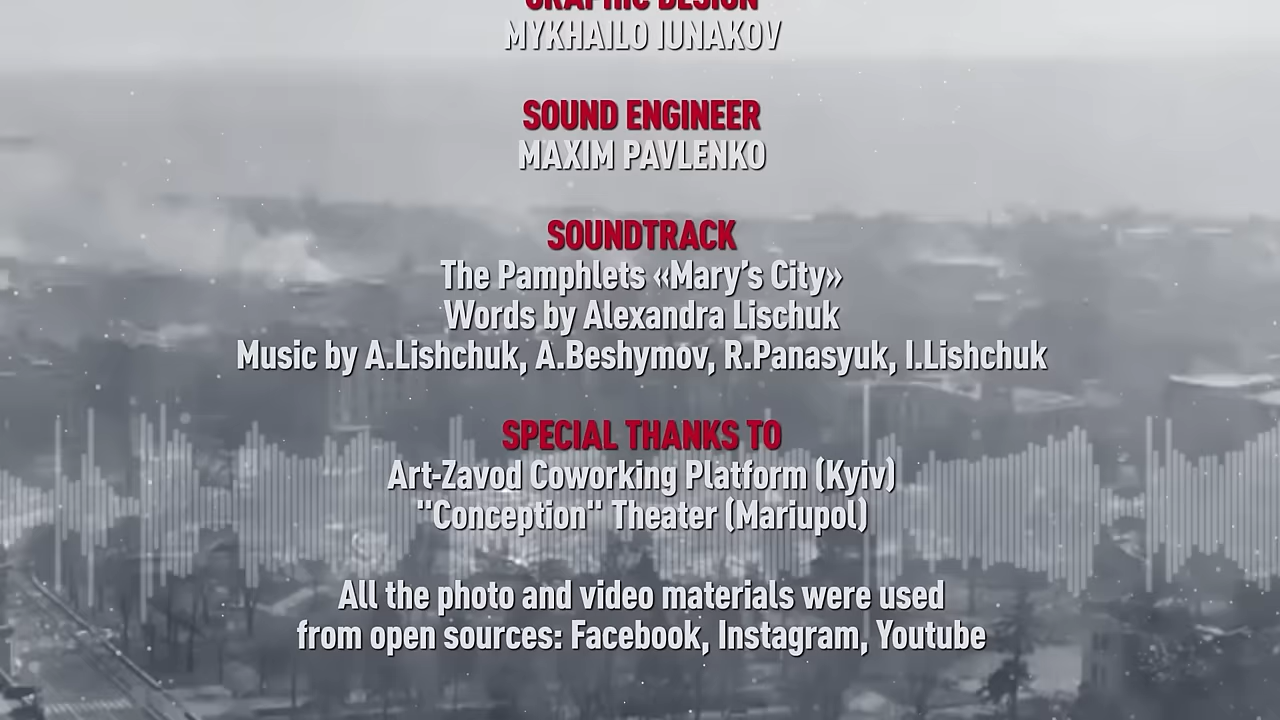 GRAPHIC DESIGN
MYKHAILO IUNAKOV
SOUND ENGINEER
MAXIM PAVLENKO
SOUNDTRACK
The Pamphlets «Mary’s City»
Words by Alexandra Lischuk
Music by A.Lishchuk, A.Beshymov, R.Panasyuk, I.Lishchuk
SPECIAL THANKS TO
Art-Zavod Coworking Platform (Kyiv)
"Conception" Theater (Mariupol)
All the photo and video materials were used
from open sources: Facebook, Instagram, Youtube